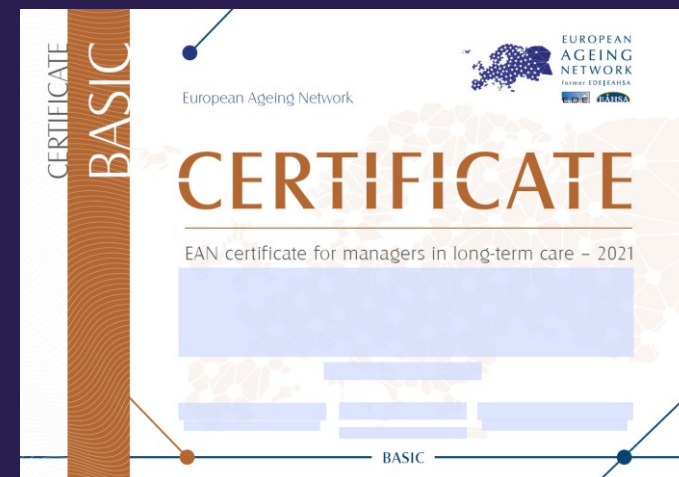 CERTIFICATE
BASIC
European Ageing Network
EUROPEAN
AGEING
NETWORK
former EDE|EAHSA
EDE EAHSA
CERTIFICATE
EAN certificate for managers in long-term care – 2021
BASIC